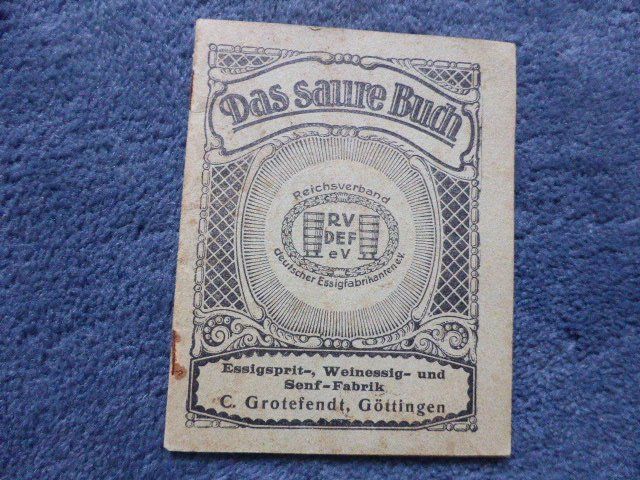 Das saure Buch
Reichsverband
RV
DEF
eV
deutscher Essigfabrikanten e.V.
Essigsprit-, Weinessig- und
Senf-Fabrik
C. Grotefendt, Göttingen